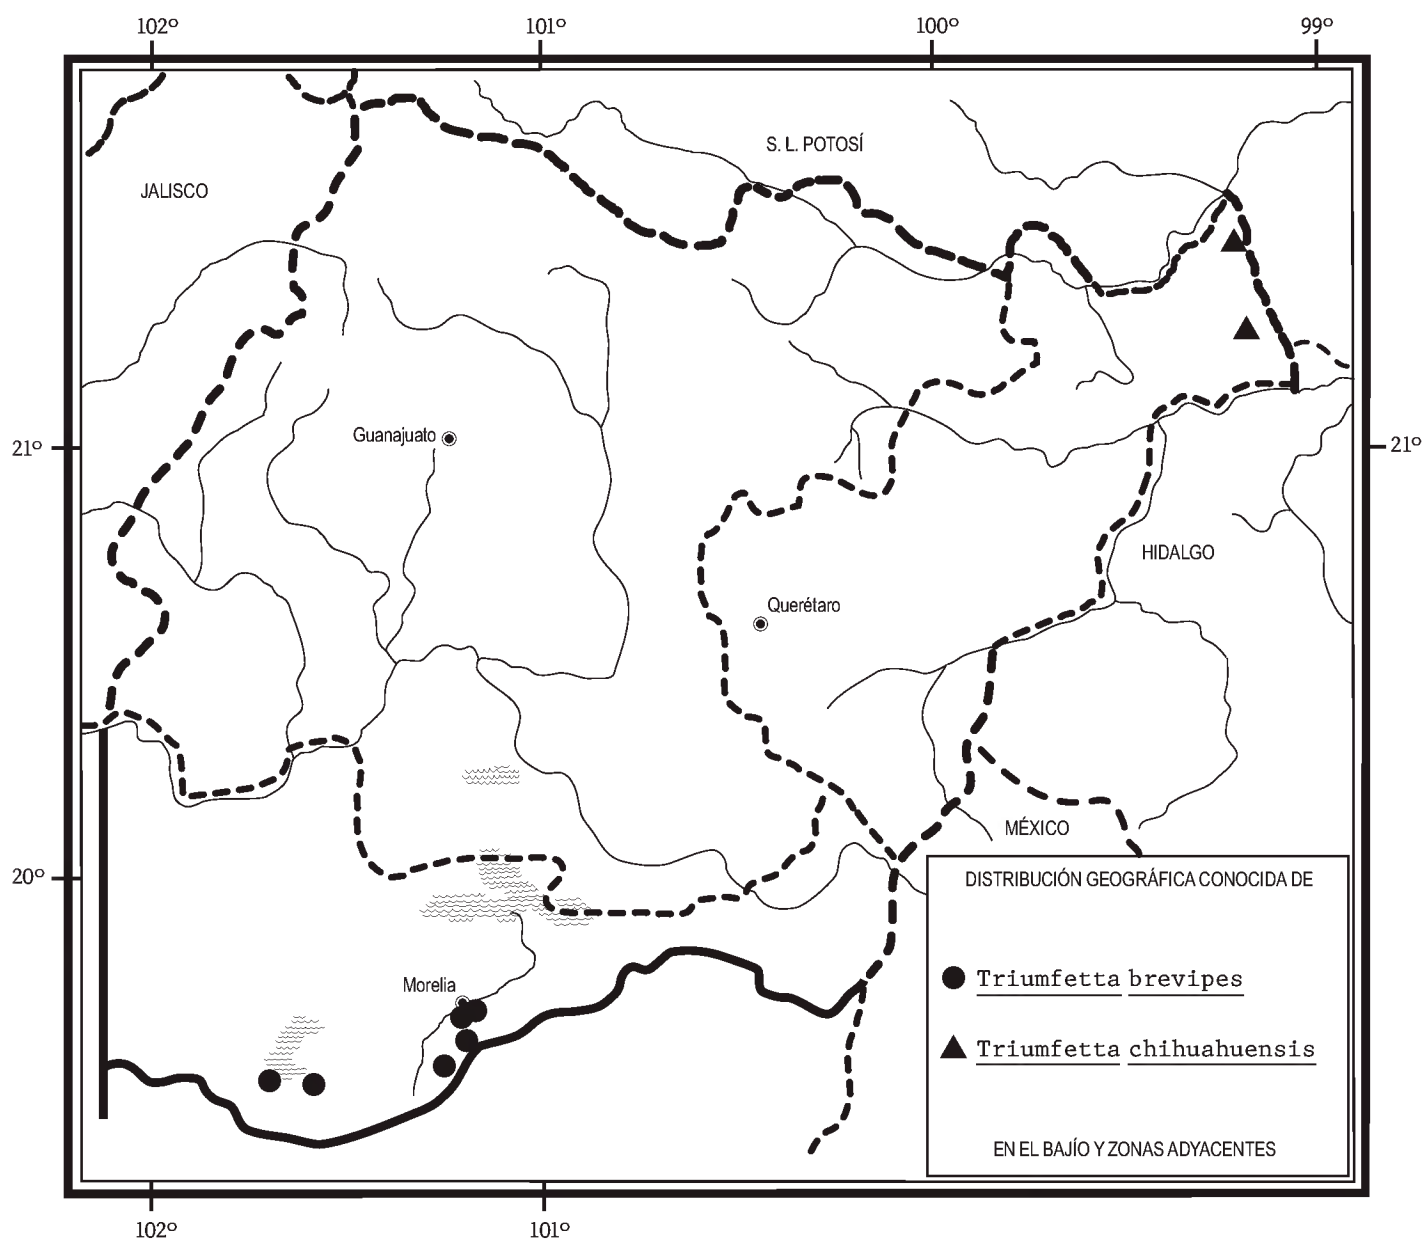 102º 101º 100º 99º
S. L. POTOSÍ
JALISCO
Guanajuato
21º
21º
HIDALGO
Querétaro
MÉXICO
20º
DISTRIBUCIÓN GEOGRÁFICA CONOCIDA DE
Triumfetta brevipes
Morelia
Triumfetta chihuahuensis
EN EL BAJÍO Y ZONAS ADYACENTES
102º 101º